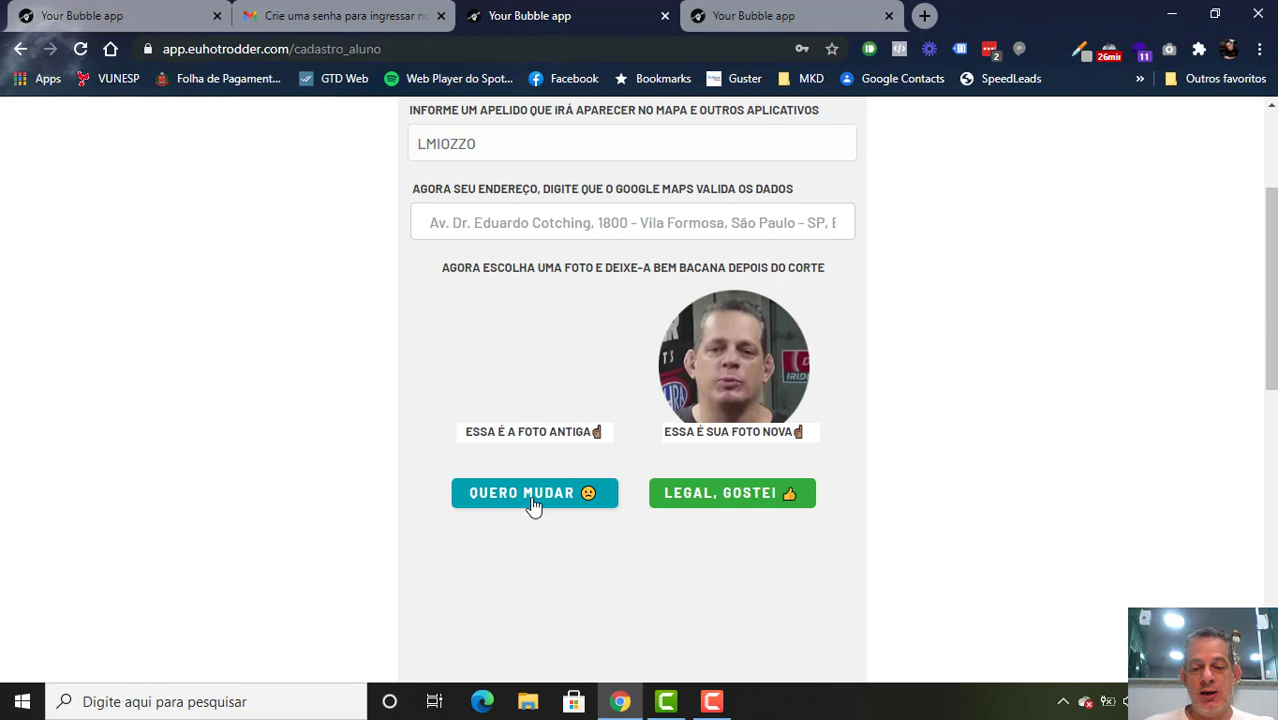 Your Bubble app
Crie uma senha para ingressar no
Your Bubble app
Your Bubble app
app.euhotrodder.com/cadastro_aluno
2
26min
11
Apps
VUNESP
Folha de Pagament...
GTD Web
Web Player do Spot...
Facebook
Bookmarks
Guster
MKD
Google Contacts
SpeedLeads
»
Outros favoritos
INFORME UM APELIDO QUE IRÁ APARECER NO MAPA E OUTROS APLICATIVOS
LMIOZZO
AGORA SEU ENDEREÇO, DIGITE QUE O GOOGLE MAPS VALIDA OS DADOS
Av. Dr. Eduardo Cotching, 1800 - Vila Formosa, São Paulo - SP, E
AGORA ESCOLHA UMA FOTO E DEIXE-A BEM BACANA DEPOIS DO CORTE
ESSA É A FOTO ANTIGA☝🏾
ESSA É SUA FOTO NOVA☝🏾
QUERO MUDAR 🙁
LEGAL, GOSTEI 👍
Digite aqui para pesquisar